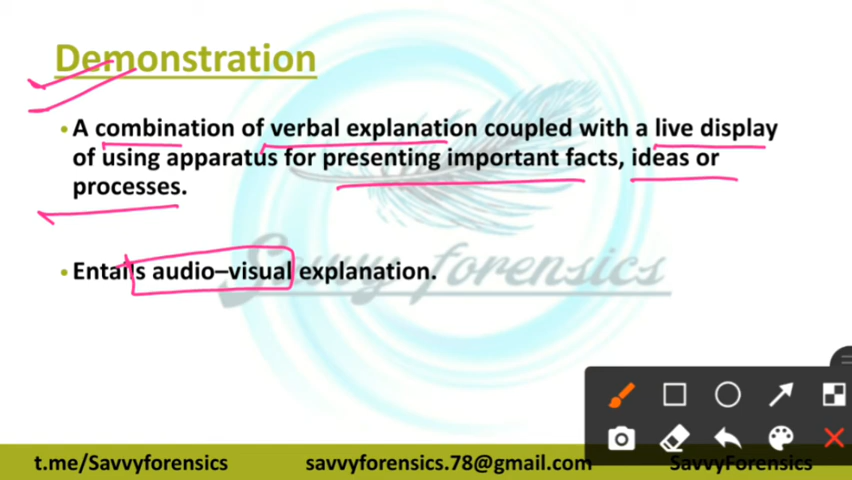 Demonstration
• A combination of verbal explanation coupled with a live display
of using apparatus for presenting important facts, ideas or
processes.
• Entails audio–visual explanation.
Savvy forensics
t.me/Savvyforensics savvyforensics.78@gmail.com SavvyForensics